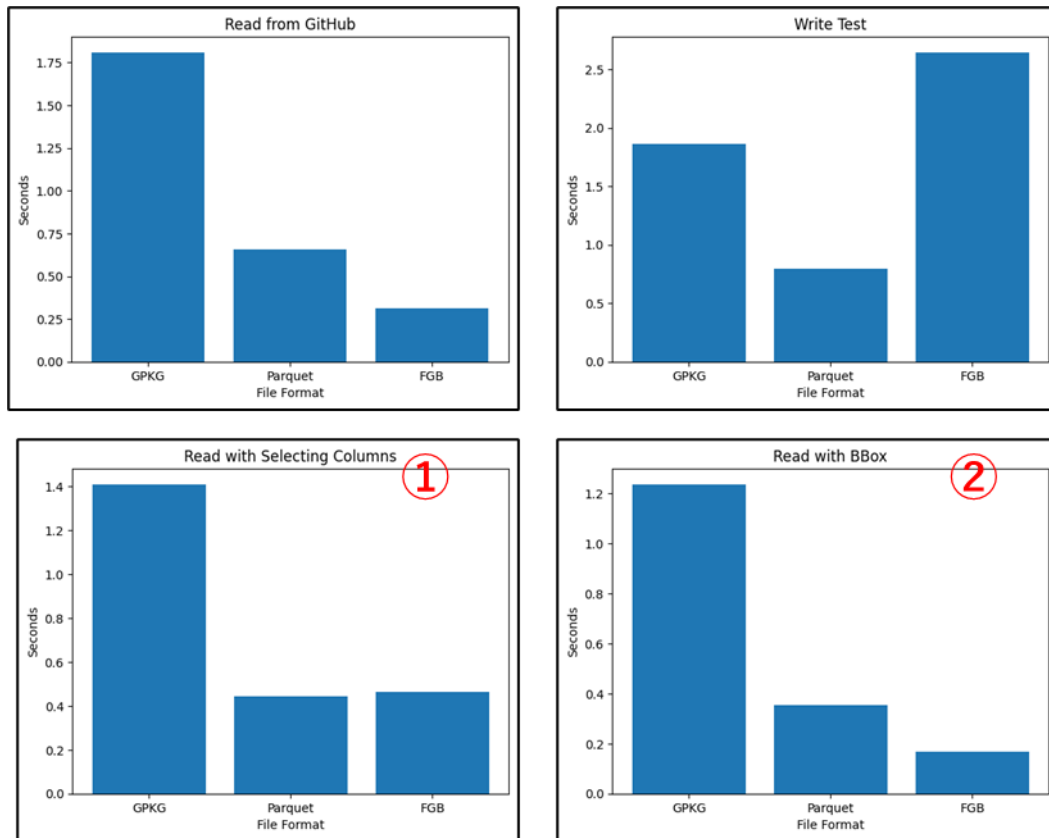 Read from GitHub
1.75
1.50
1.25
1.00
0.75
0.50
0.25
0.00
Seconds
GPKG Parquet FGB
File Format
Write Test
2.5
2.0
1.5
1.0
0.5
0.0
Seconds
GPKG Parquet FGB
File Format
Read with Selecting Columns
①
1.4
1.2
1.0
0.8
0.6
0.4
0.2
0.0
Seconds
GPKG Parquet FGB
File Format
Read with BBox
②
1.2
1.0
0.8
0.6
0.4
0.2
0.0
Seconds
GPKG Parquet FGB
File Format